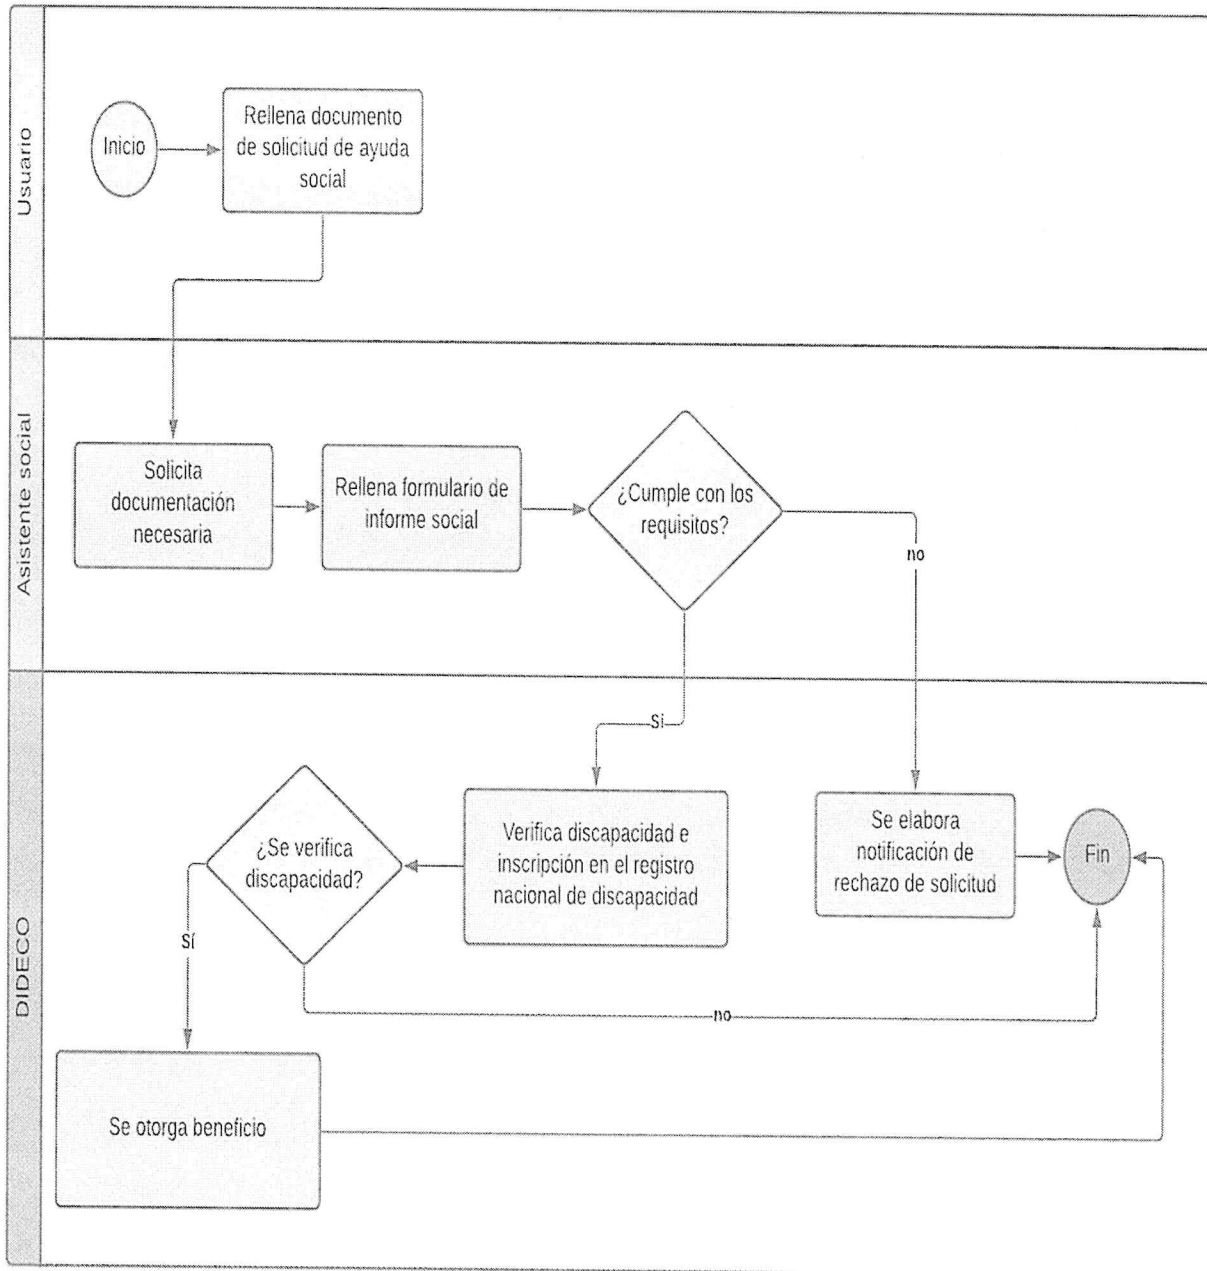 Usuario
Inicio
Rellena documento
de solicitud de ayuda
social
Asistente social
Solicita
documentación
necesaria
Rellena formulario de
informe social
¿Cumple con los
requisitos?
no
Si
DIDECO
¿Se verifica
discapacidad?
Verifica discapacidad e
inscripción en el registro
nacional de discapacidad
Se elabora
notificación de
rechazo de solicitud
Fin
Sí
no
Se otorga beneficio